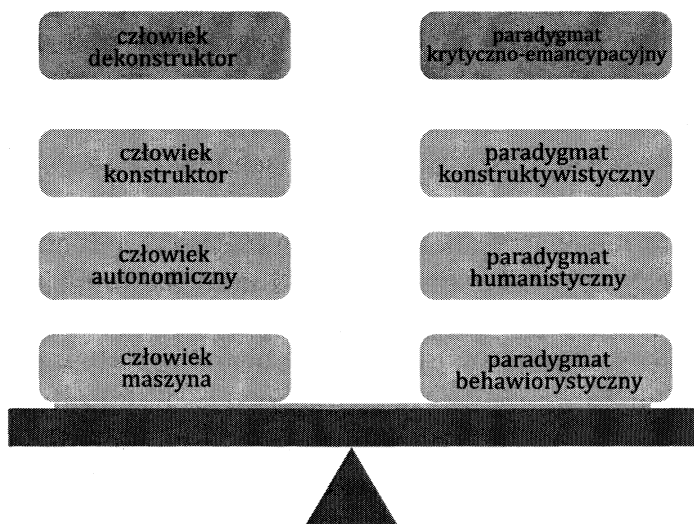 człowiek
dekonstruktor
paradygmat
krytyczno-emancypacyjny
człowiek
konstruktor
paradygmat
konstruktywistyczny
człowiek
autonomiczny
paradygmat
humanistyczny
człowiek
maszyna
paradygmat
behawiorystyczny